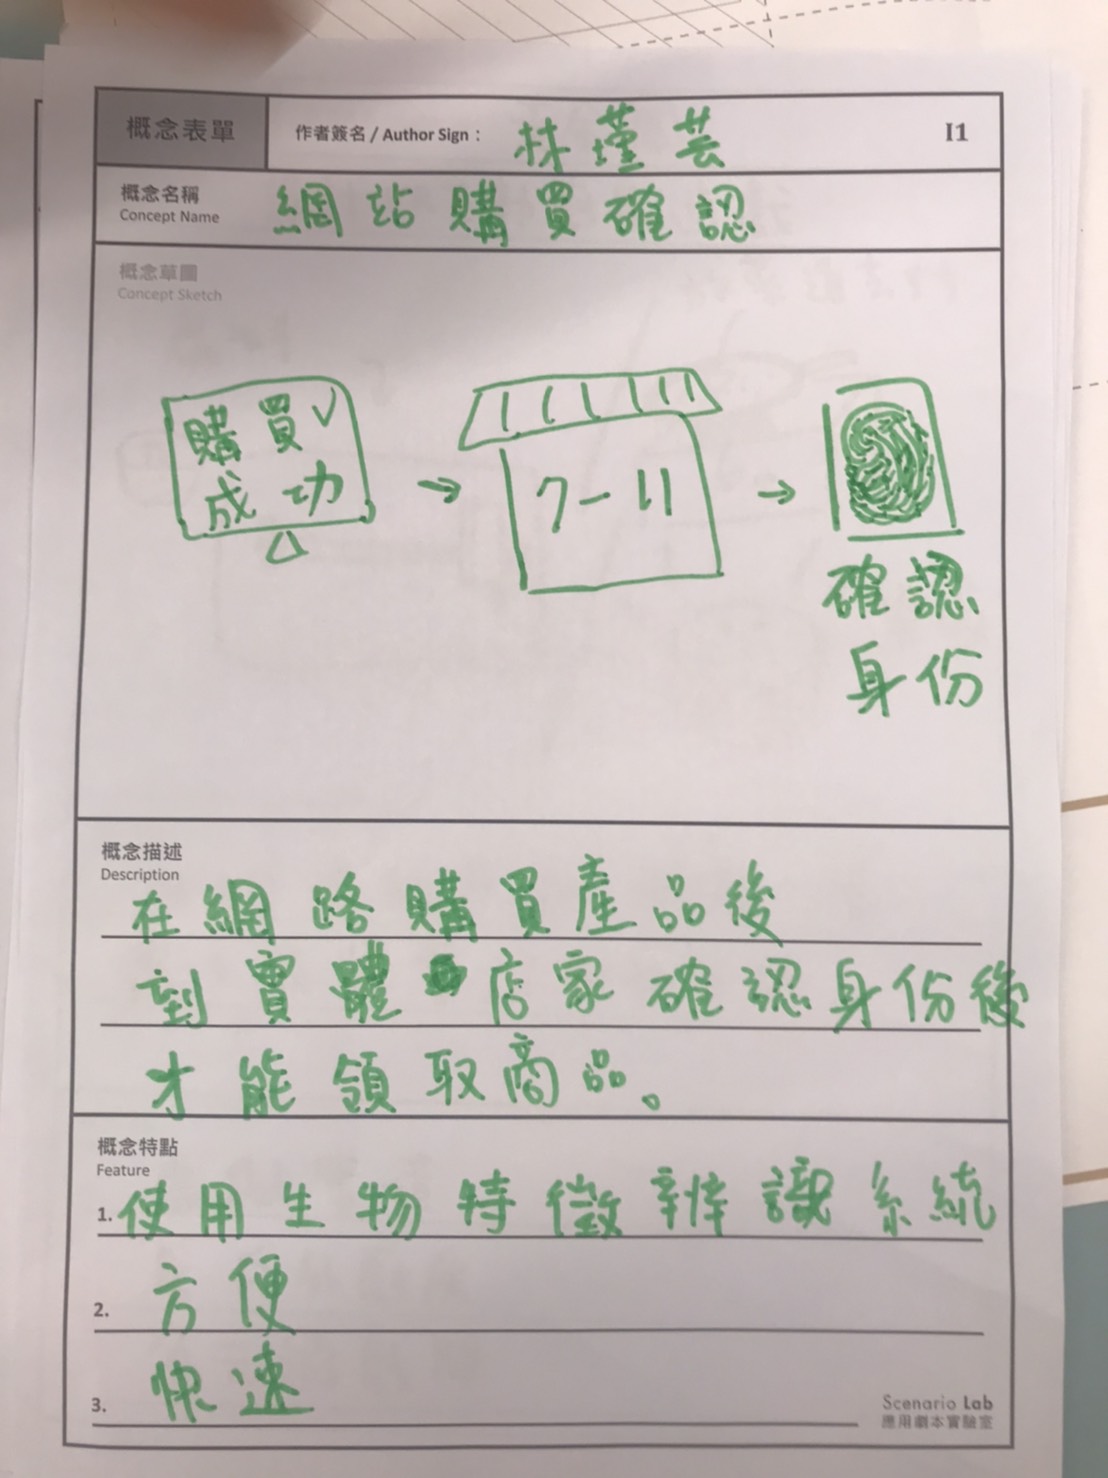 概念表單
作者簽名 / Author Sign：
林瑾芸
I1
概念名稱
Concept Name
網站購買確認
概念草圖
Concept Sketch
購買✓
成功
→
7-11
→
確認
身份
概念描述
Description
在網路購買產品後
到實體店家確認身份後
才能領取商品。
概念特點
Feature
1. 使用生物特徵辨識系統
2. 方便
3. 快速
Scenario Lab
應用劇本實驗室